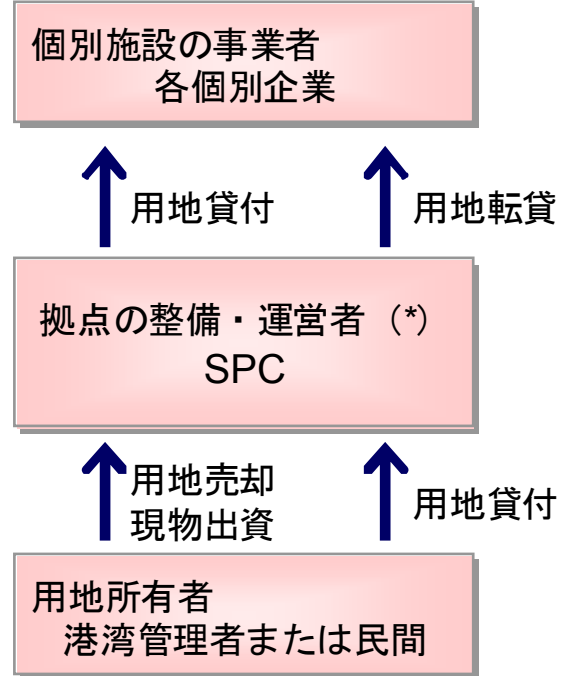 個別施設の事業者
各個別企業
用地貸付
用地転貸
拠点の整備・運営者（*）
SPC
用地売却
現物出資
用地貸付
用地所有者
港湾管理者または民間